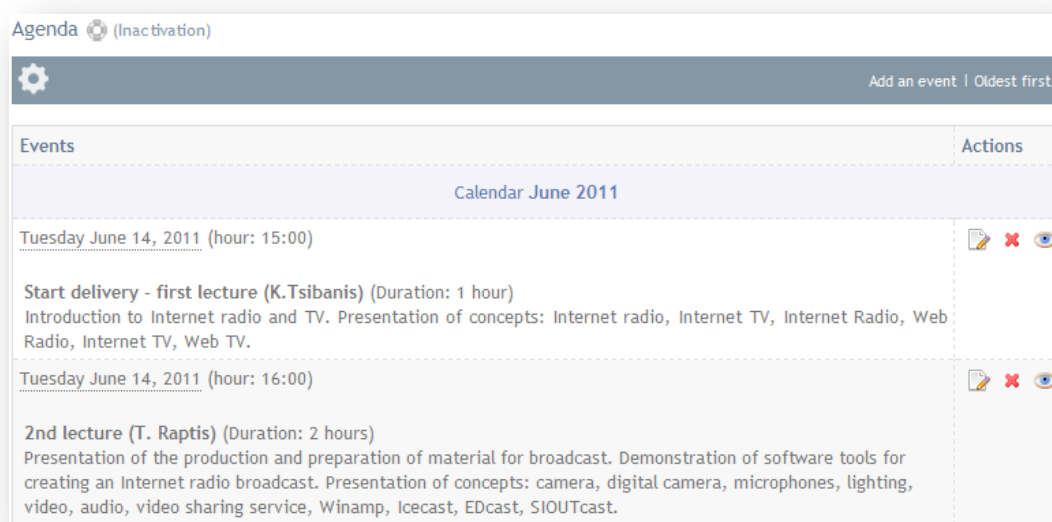 Agenda (Inactivation)
Add an event | Oldest first
Events Actions
Calendar June 2011
Tuesday June 14, 2011 (hour: 15:00)
Start delivery - first lecture (K.Tsibanis) (Duration: 1 hour)
Introduction to Internet radio and TV. Presentation of concepts: Internet radio, Internet TV, Internet Radio, Web
Radio, Internet TV, Web TV.
Tuesday June 14, 2011 (hour: 16:00)
2nd lecture (T. Raptis) (Duration: 2 hours)
Presentation of the production and preparation of material for broadcast. Demonstration of software tools for
creating an Internet radio broadcast. Presentation of concepts: camera, digital camera, microphones, lighting,
video, audio, video sharing service, Winamp, Icecast, EDcast, SIOUTcast.